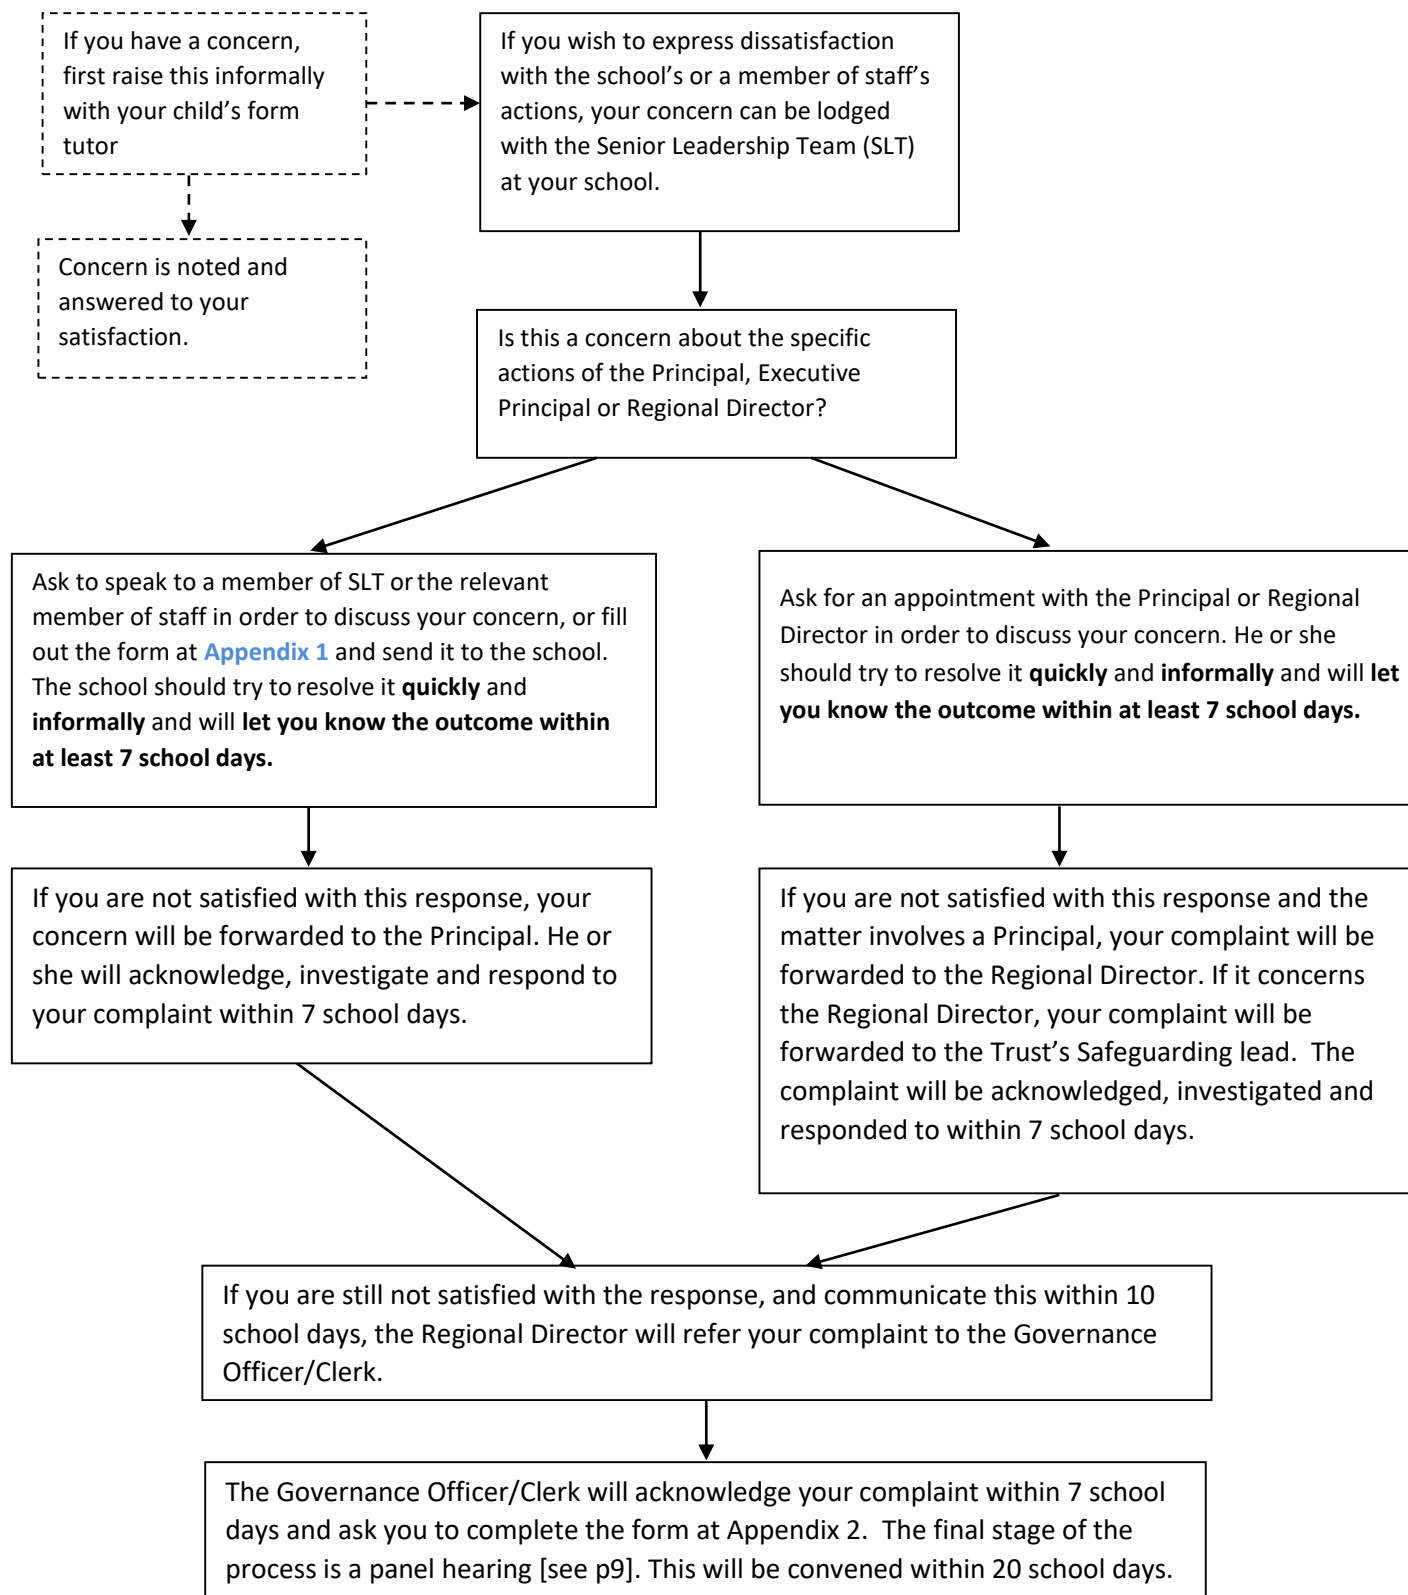 If you have a concern,
first raise this informally
with your child’s form
tutor
If you wish to express dissatisfaction
with the school’s or a member of staff’s
actions, your concern can be lodged
with the Senior Leadership Team (SLT)
at your school.
Concern is noted and
answered to your
satisfaction.
Is this a concern about the specific
actions of the Principal, Executive
Principal or Regional Director?
Ask to speak to a member of SLT or the relevant
member of staff in order to discuss your concern, or fill
out the form at Appendix 1 and send it to the school.
The school should try to resolve it quickly and
informally and will let you know the outcome within
at least 7 school days.
Ask for an appointment with the Principal or Regional
Director in order to discuss your concern. He or she
should try to resolve it quickly and informally and will let
you know the outcome within at least 7 school days.
If you are not satisfied with this response, your
concern will be forwarded to the Principal. He or
she will acknowledge, investigate and respond to
your complaint within 7 school days.
If you are not satisfied with this response and the
matter involves a Principal, your complaint will be
forwarded to the Regional Director. If it concerns
the Regional Director, your complaint will be
forwarded to the Trust’s Safeguarding lead.  The
complaint will be acknowledged, investigated and
responded to within 7 school days.
If you are still not satisfied with the response, and communicate this within 10
school days, the Regional Director will refer your complaint to the Governance
Officer/Clerk.
The Governance Officer/Clerk will acknowledge your complaint within 7 school
days and ask you to complete the form at Appendix 2.  The final stage of the
process is a panel hearing [see p9]. This will be convened within 20 school days.